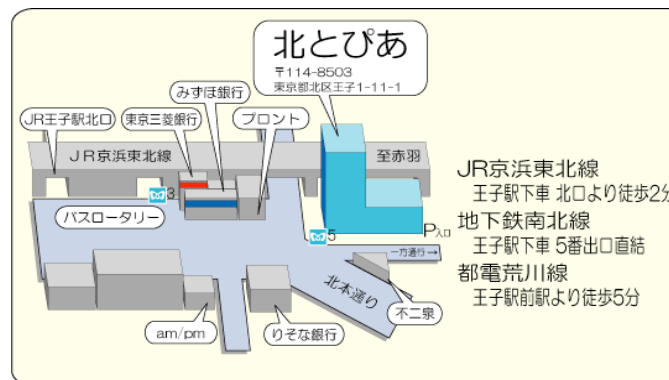 北とぴあ
〒114-8503
東京都北区王子1-11-1
みずほ銀行
JR王子駅北口
東京三菱銀行
プロント
JR京浜東北線
至赤羽
3
バスロータリー
5
P入口
一方通行→
北本通り
不二泉
am/pm
りそな銀行
JR京浜東北線
王子駅下車 北口より徒歩2分
地下鉄南北線
王子駅下車 5番出口直結
都電荒川線
王子駅前駅より徒歩5分